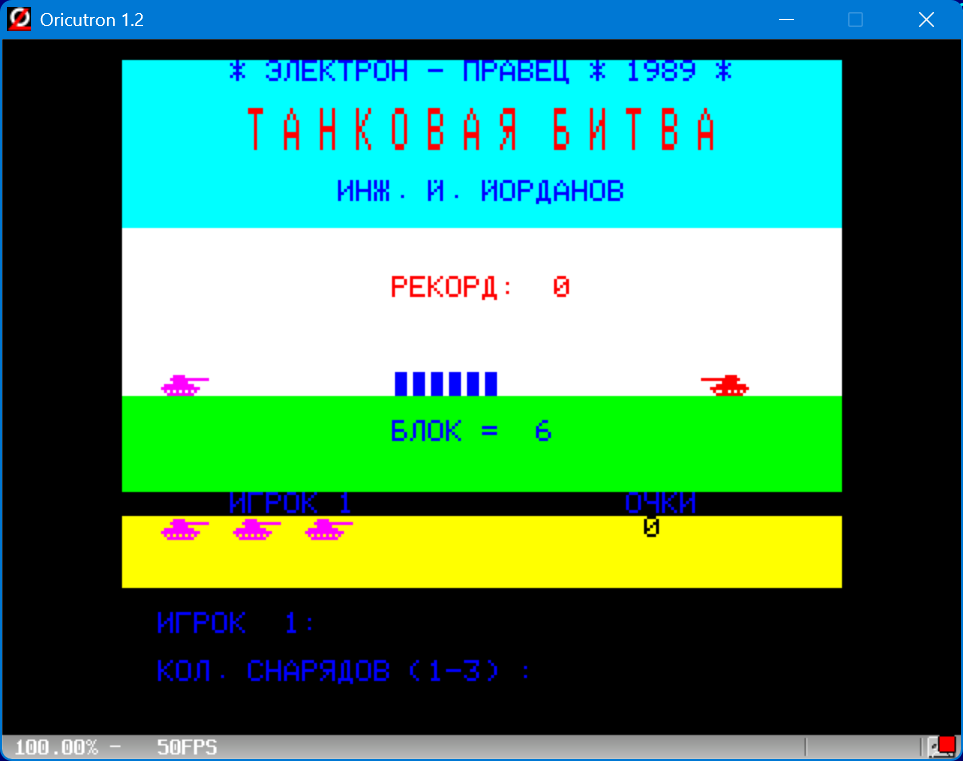 Oricutron 1.2
* ЭЛЕКТРОН - ПРАВЕЦ * 1989 *
ТАНКОВАЯ БИТВА
ИНЖ. Й. ЙОРДАНОВ
РЕКОРД: 0
БЛОК = 6
ИГРОК 1 ОЧКИ
0
ИГРОК 1:
КОЛ. СНАРЯДОВ (1-3) :
100.00% - 50FPS